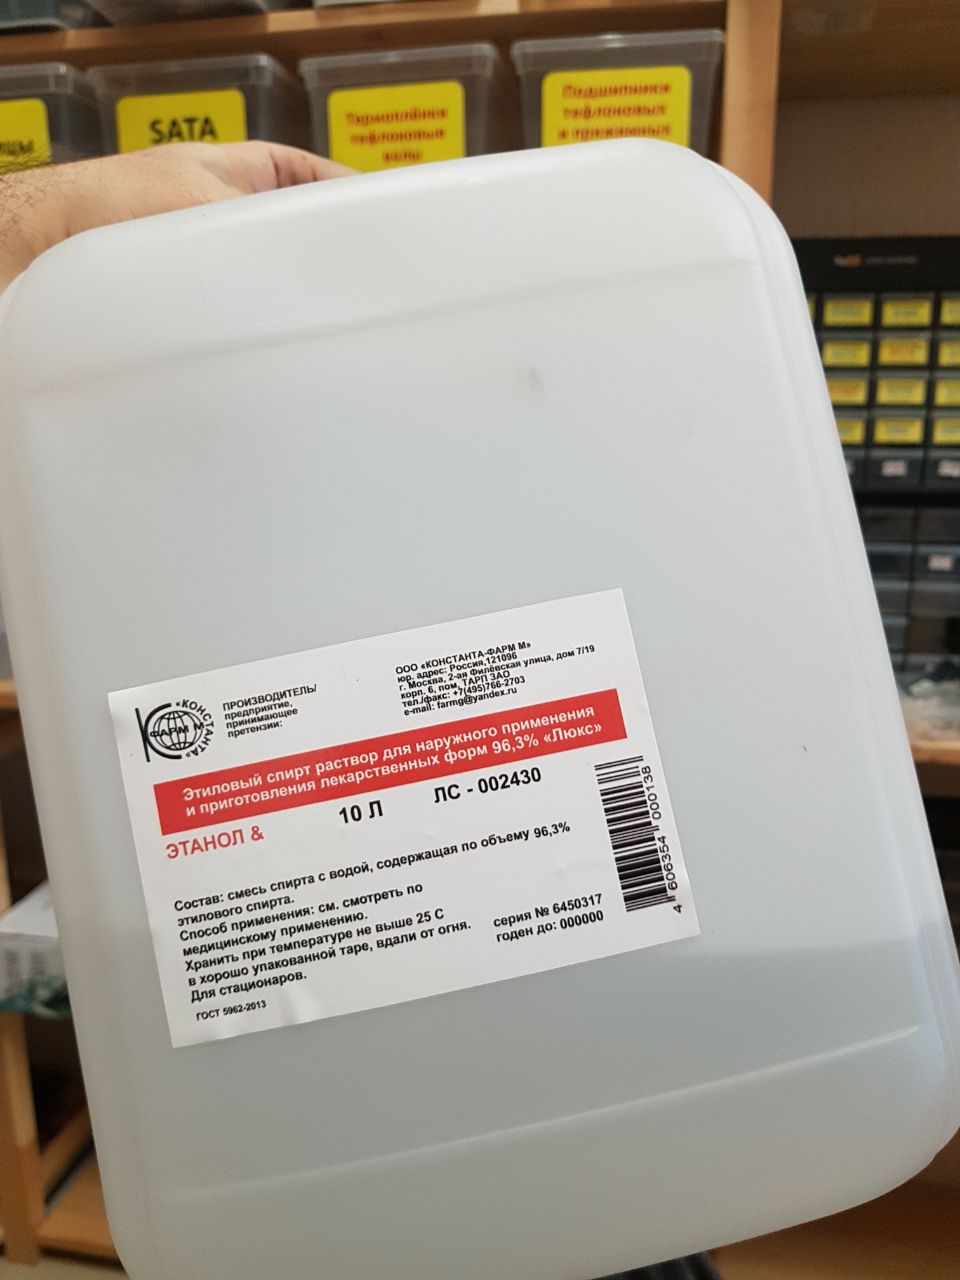 SATA
Термоплёнки
тефлоновые
валы
Подшипники
тефлоновых
и прижимных
«КОНСТАНТА»
ФАРМ М
ПРОИЗВОДИТЕЛЬ/
предприятие,
принимающее
претензии:
ООО «КОНСТАНТА-ФАРМ М»
юр. адрес: Россия,121096
г. Москва, 2-ая Филёвская улица, дом 7/19
корп. 6, пом, ТАРП ЗАО
тел./факс: +7(495)766-2703
e-mail: farmg@yandex.ru
Этиловый спирт раствор для наружного применения
и приготовления лекарственных форм 96,3% «Люкс»
ЭТАНОЛ & 10 Л ЛС - 002430
Состав: смесь спирта с водой, содержащая по объему 96,3%
этилового спирта.
Способ применения: см. смотреть по
медицинскому применению.
Хранить при температуре не выше 25 С
в хорошо упакованной таре, вдали от огня.
Для стационаров.
серия № 6450317
годен до: 000000
ГОСТ 5962-2013
4 606354 000138